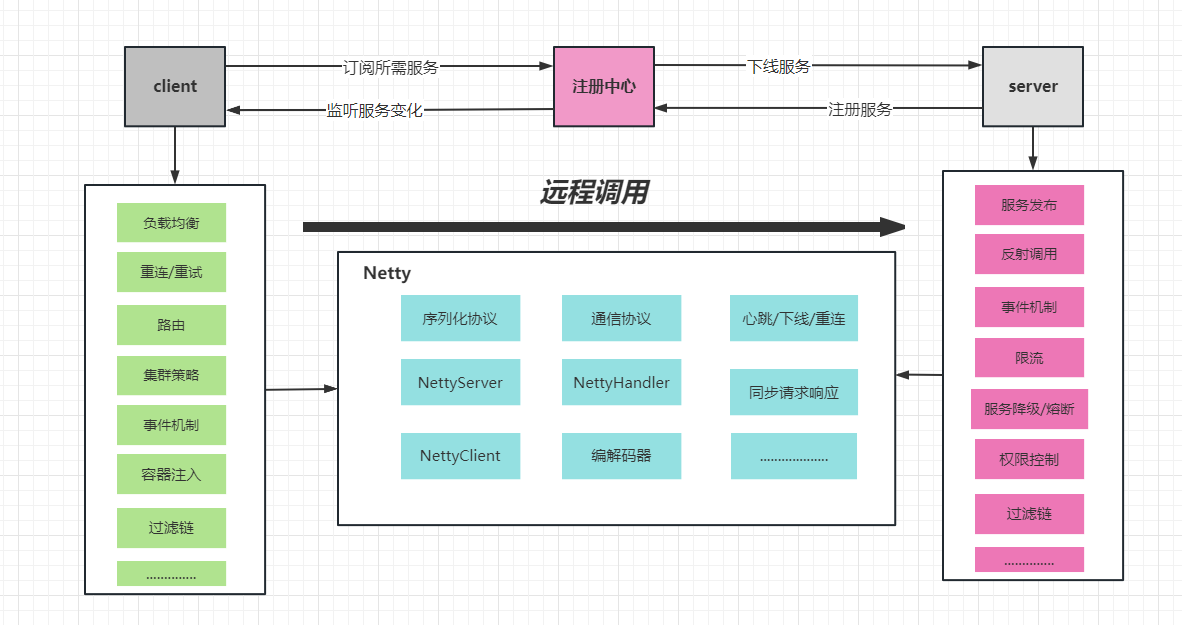 client
订阅所需服务
监听服务变化
注册中心
下线服务
注册服务
server
远程调用
负载均衡
重连/重试
路由
集群策略
事件机制
容器注入
过滤链
..............
Netty
序列化协议
通信协议
心跳/下线/重连
NettyServer
NettyHandler
同步请求响应
NettyClient
编解码器
...................
服务发布
反射调用
事件机制
限流
服务降级/熔断
权限控制
过滤链
..............